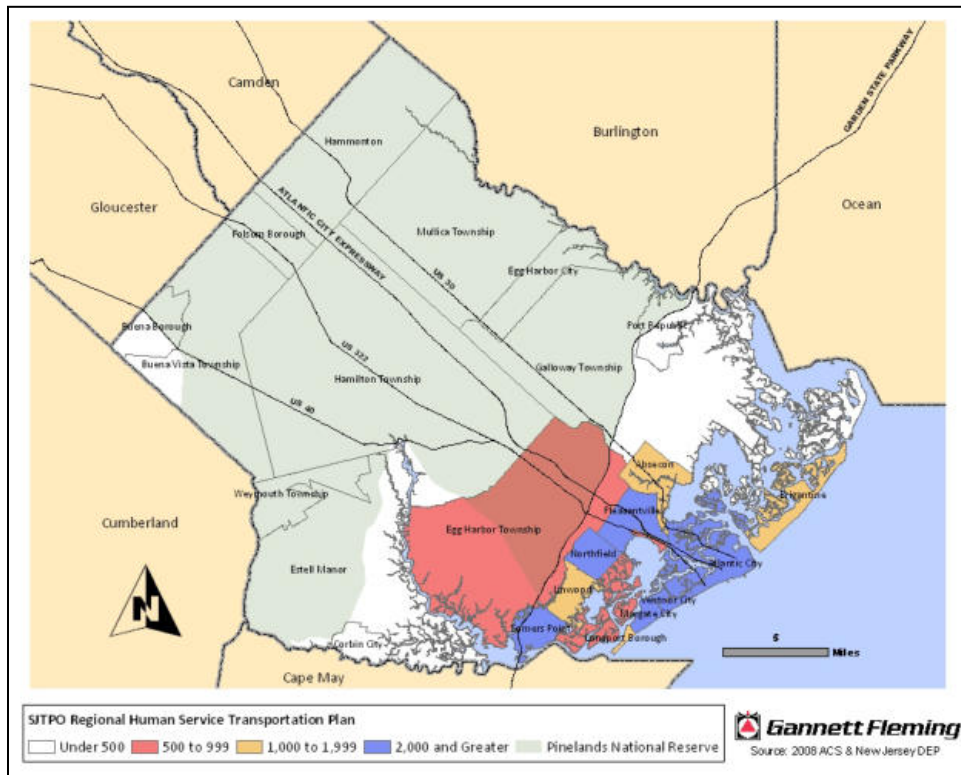 Camden
Burlington
GARDEN STATE PARKWAY
Hammonton
Gloucester
Ocean
ATLANTIC CITY EXPRESSWAY
Folsom Borough
Mullica Township
US 30
Egg Harbor City
Buena Borough
Port Republic
US 322
Buena Vista Township
Hamilton Township
Galloway Township
US 40
Absecon
Weymouth Township
Brigantine
Cumberland
Pleasantville
Egg Harbor Township
Northfield
Atlantic City
Estell Manor
Linwood
Ventnor City
Margate City
Somers Point
Longport Borough
Corbin City
N
5
Miles
Cape May
SJTPO Regional Human Service Transportation Plan
Under 500 500 to 999 1,000 to 1,999 2,000 and Greater Pinelands National Reserve
Gannett Fleming
Source: 2008 ACS & New Jersey DEP